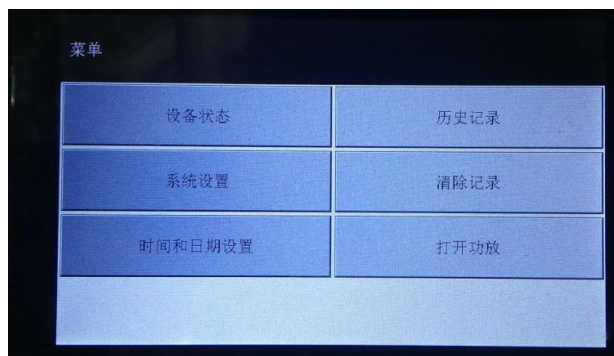 菜单
设备状态
历史记录
系统设置
清除记录
时间和日期设置
打开功放